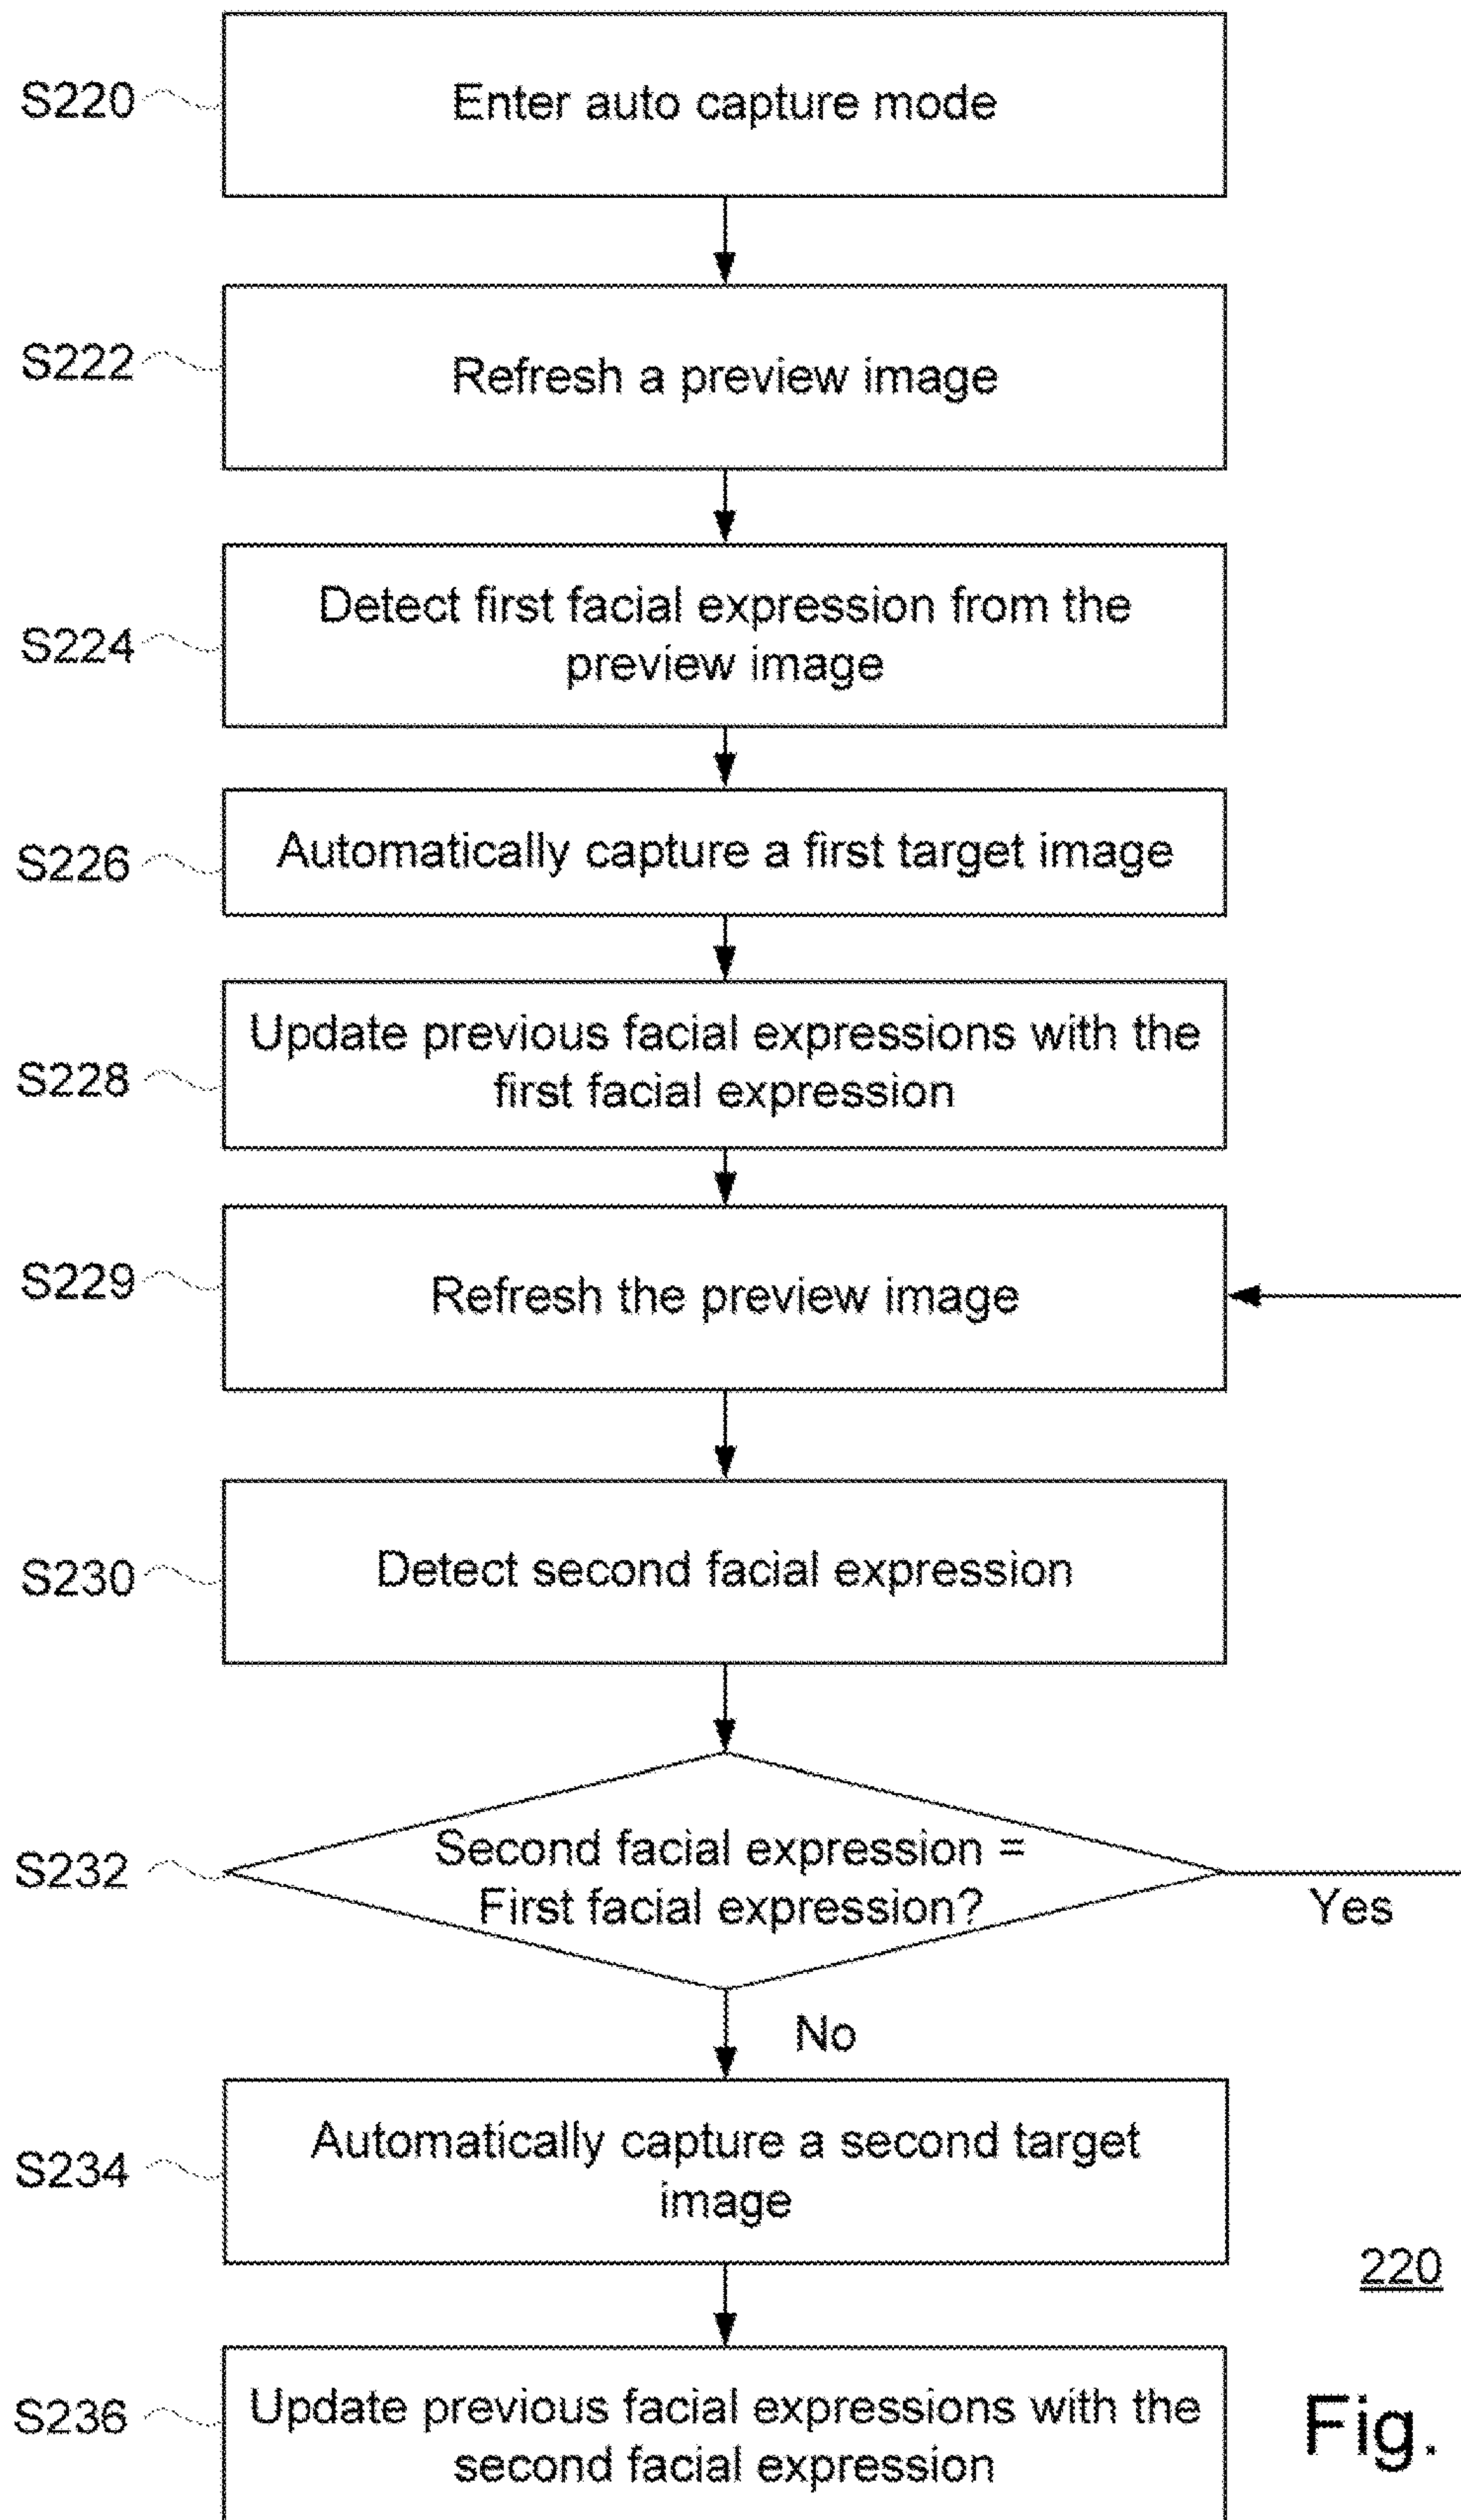 S220
Enter auto capture mode
S222
Refresh a preview image
S224
Detect first facial expression from the
preview image
S226
Automatically capture a first target image
S228
Update previous facial expressions with the
first facial expression
S229
Refresh the preview image
S230
Detect second facial expression
S232
Second facial expression =
First facial expression?
Yes
No
S234
Automatically capture a second target
image
220
S236
Update previous facial expressions with the
second facial expression
Fig.